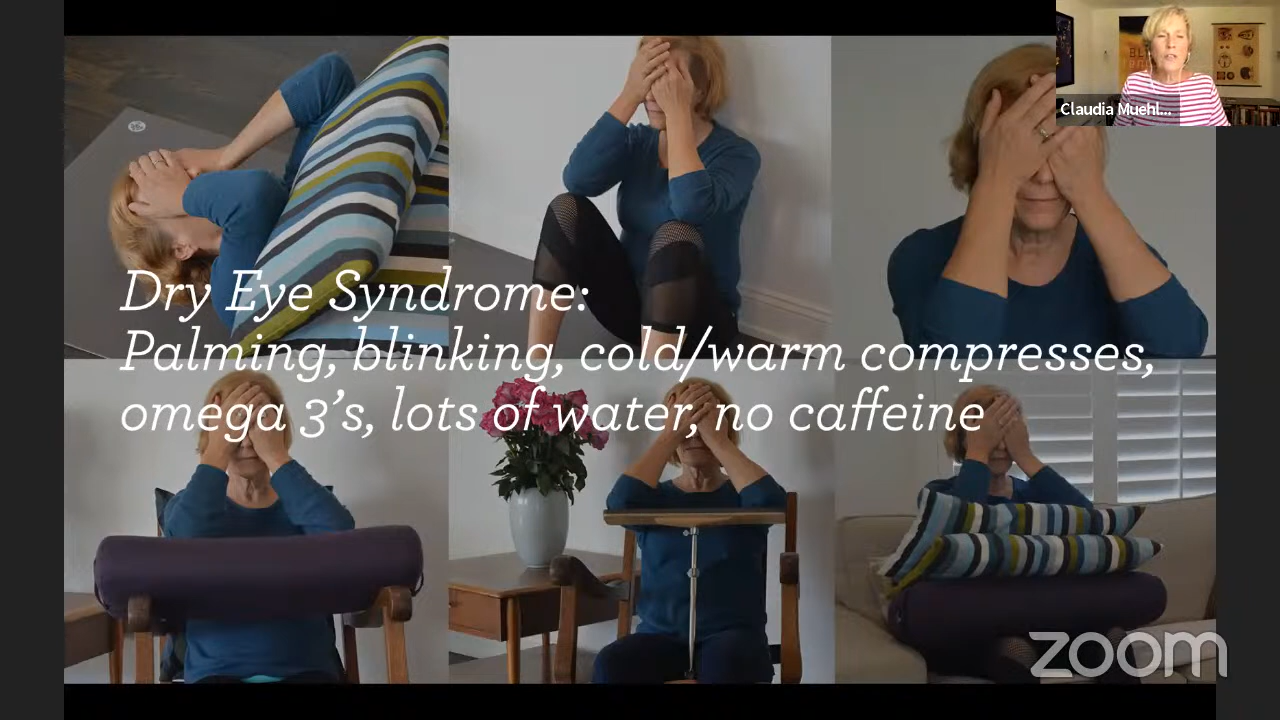 Claudia Muehl...
Dry Eye Syndrome:
Palming, blinking, cold/warm compresses,
omega 3's, lots of water, no caffeine
zoom